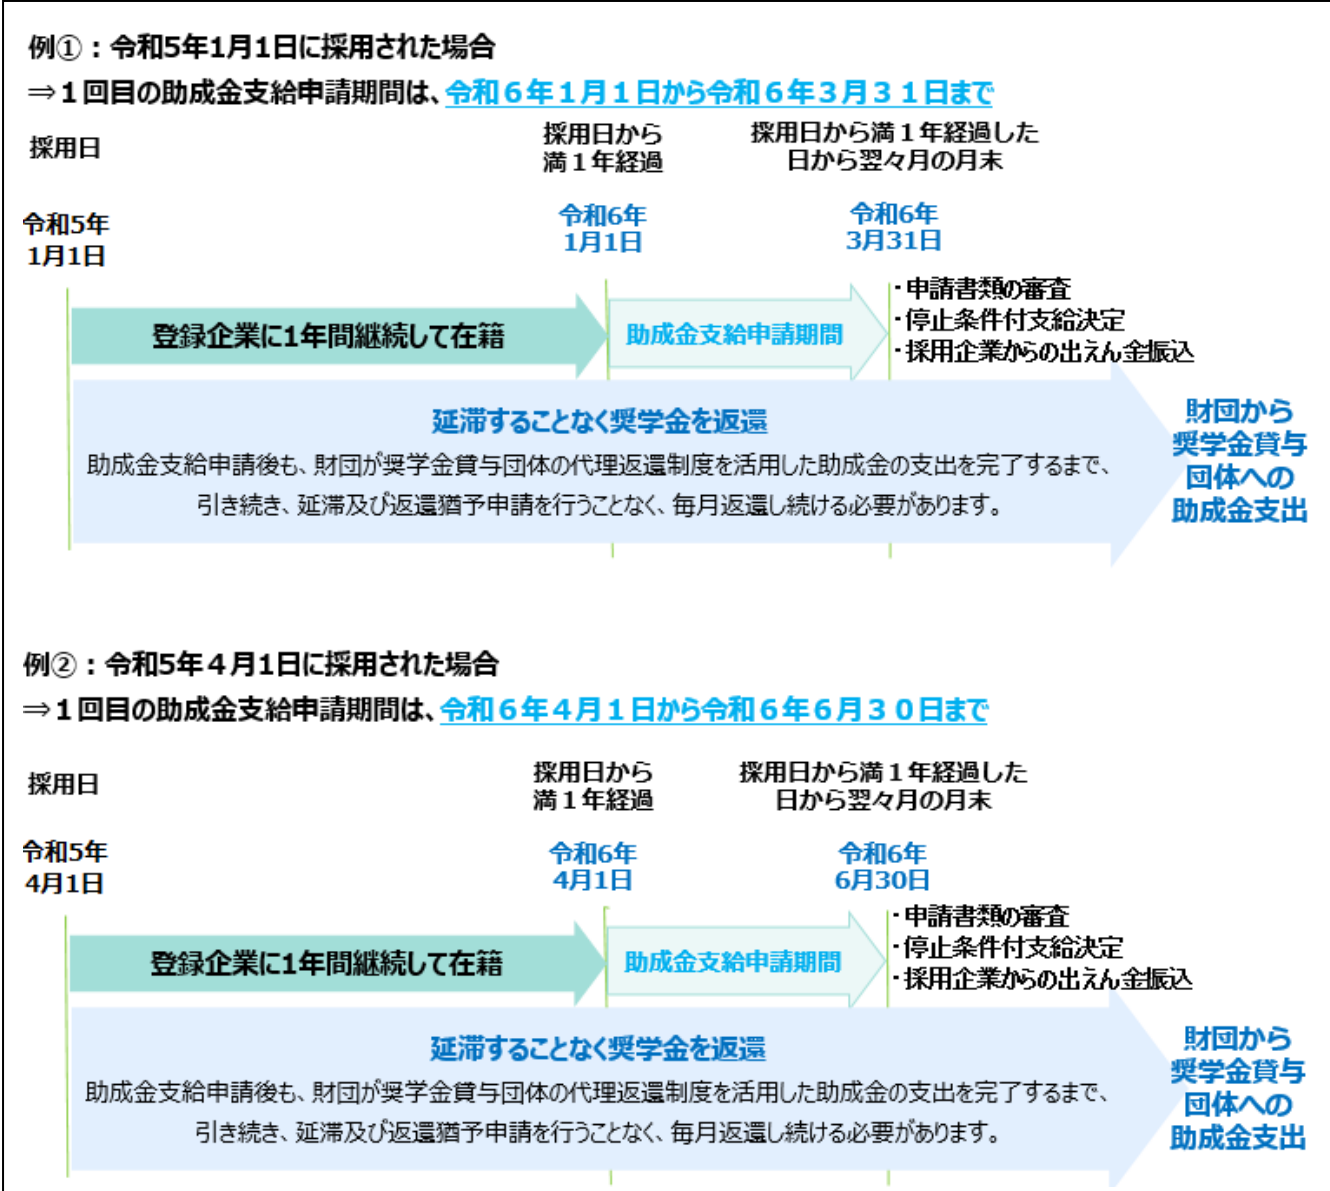 例①：令和5年1月1日に採用された場合
⇒１回目の助成金支給申請期間は、令和６年１月１日から令和６年３月３１日まで
採用日
採用日から
満１年経過
採用日から満１年経過した
日から翌々月の月末
令和5年
1月1日
令和6年
1月1日
令和6年
3月31日
登録企業に1年間継続して在籍
助成金支給申請期間
・申請書類の審査
・停止条件付支給決定
・採用企業からの出えん金振込
延滞することなく奨学金を返還
助成金支給申請後も、財団が奨学金貸与団体の代理返還制度を活用した助成金の支出を完了するまで、
引き続き、延滞及び返還猶予申請を行うことなく、毎月返還し続ける必要があります。
財団から
奨学金貸与
団体への
助成金支出
例②：令和5年４月1日に採用された場合
⇒１回目の助成金支給申請期間は、令和６年４月１日から令和６年６月３０日まで
採用日
採用日から
満１年経過
採用日から満１年経過した
日から翌々月の月末
令和5年
4月1日
令和6年
4月1日
令和6年
6月30日
登録企業に1年間継続して在籍
助成金支給申請期間
・申請書類の審査
・停止条件付支給決定
・採用企業からの出えん金振込
延滞することなく奨学金を返還
助成金支給申請後も、財団が奨学金貸与団体の代理返還制度を活用した助成金の支出を完了するまで、
引き続き、延滞及び返還猶予申請を行うことなく、毎月返還し続ける必要があります。
財団から
奨学金貸与
団体への
助成金支出